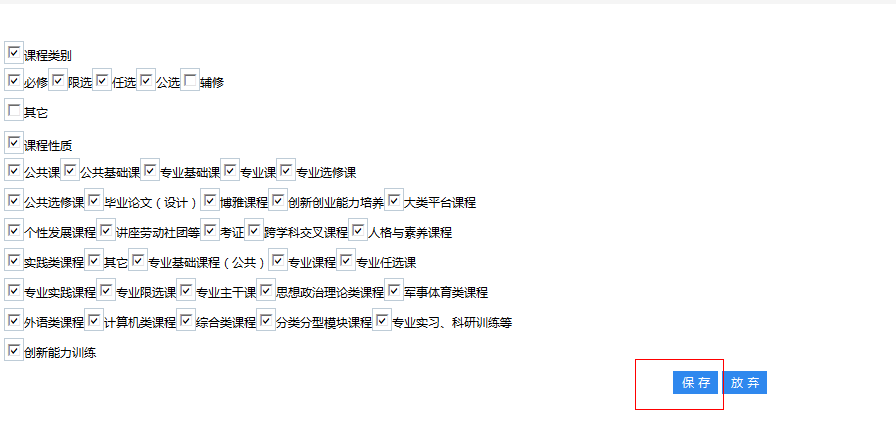 课程类别
必修 限选 任选 公选 辅修
其它
课程性质
公共课 公共基础课 专业基础课 专业课 专业选修课
公共选修课 毕业论文（设计） 博雅课程 创新创业能力培养 大类平台课程
个性发展课程 讲座劳动社团等 考证 跨学科交叉课程 人格与素养课程
实践类课程 其它 专业基础课程（公共） 专业课程 专业任选课
专业实践课程 专业限选课 专业主干课 思想政治理论类课程 军事体育类课程
外语类课程 计算机类课程 综合类课程 分类分型模块课程 专业实习、科研训练等
创新能力训练
保 存 放 弃